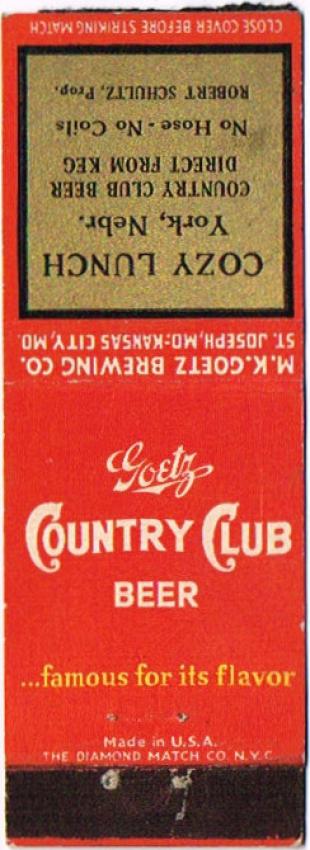 CLOSE COVER BEFORE STRIKING MATCH
COZY LUNCH
York, Nebr.
COUNTRY CLUB BEER
DIRECT FROM KEG
No Hose - No Coils
ROBERT SCHULTZ, Prop.
M.K.GOETZ BREWING CO.
ST. JOSEPH,MO:KANSAS CITY,MO.
Goetz
COUNTRY CLUB
BEER
...famous for its flavor
Made in U.S.A.
THE DIAMOND MATCH CO. N.Y.C.